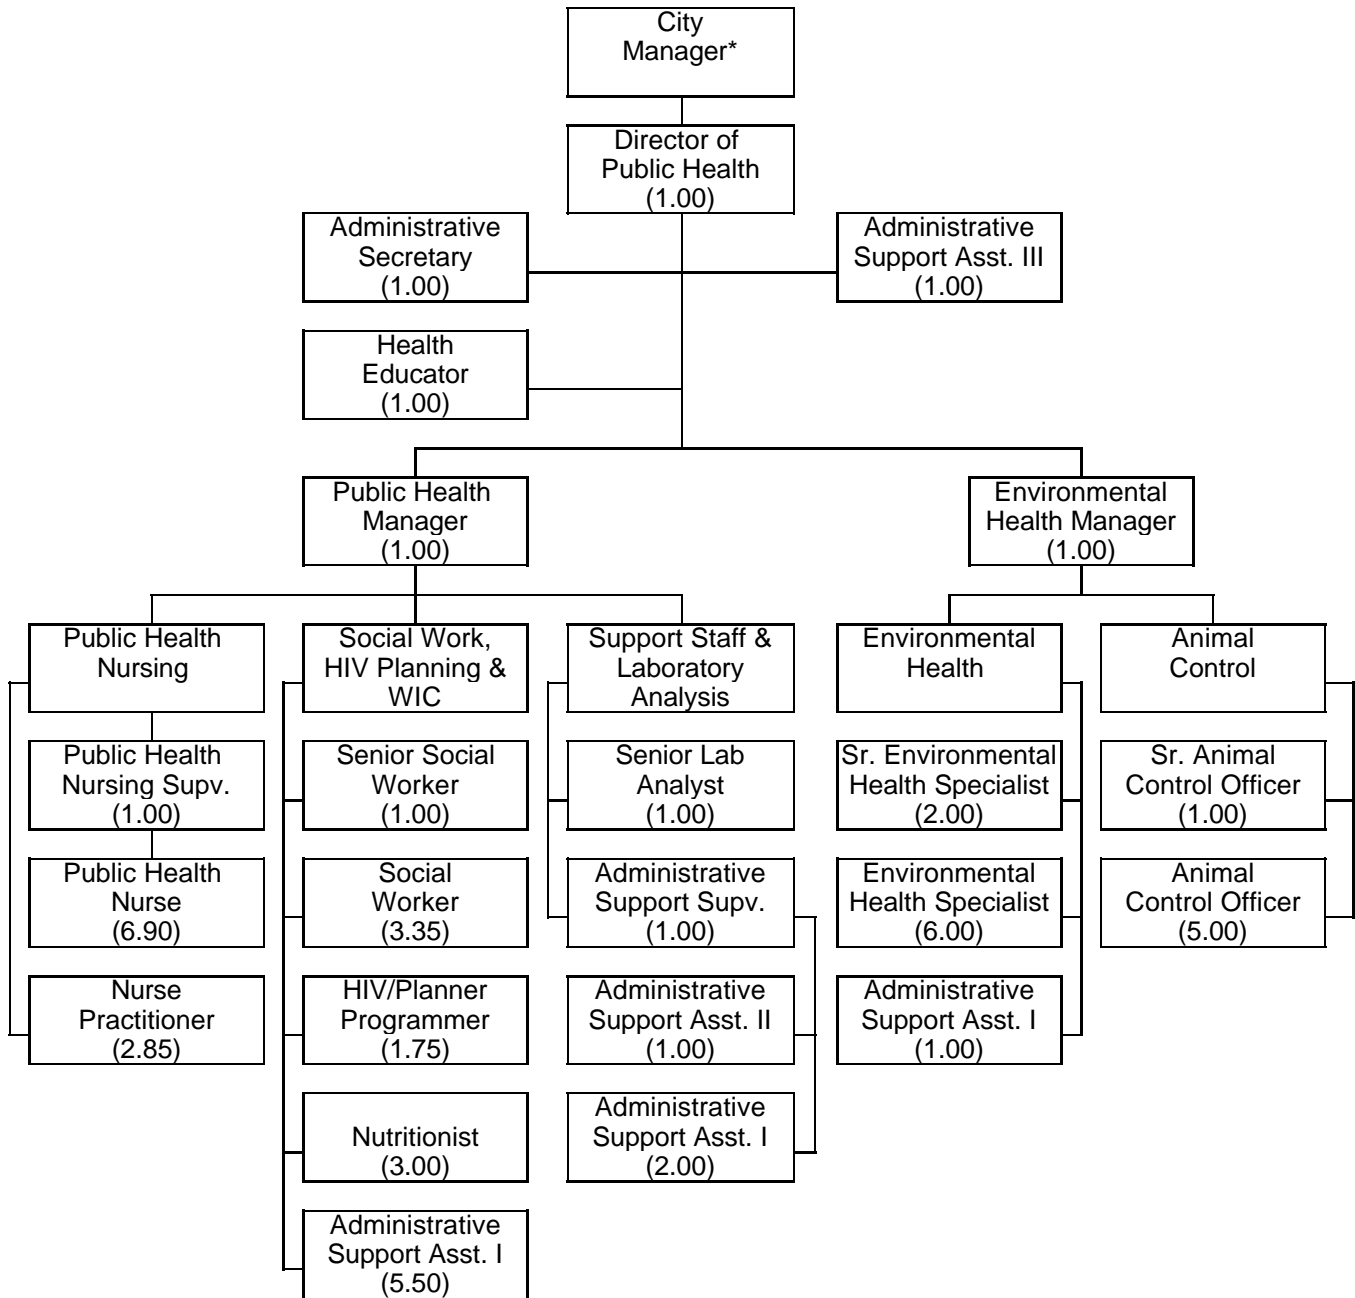 City
Manager*
Director of
Public Health
(1.00)
Administrative
Secretary
(1.00)
Administrative
Support Asst. III
(1.00)
Health
Educator
(1.00)
Public Health
Manager
(1.00)
Environmental
Health Manager
(1.00)
Public Health
Nursing
Social Work,
HIV Planning &
WIC
Support Staff &
Laboratory
Analysis
Environmental
Health
Animal
Control
Public Health
Nursing Supv.
(1.00)
Senior Social
Worker
(1.00)
Senior Lab
Analyst
(1.00)
Sr. Environmental
Health Specialist
(2.00)
Sr. Animal
Control Officer
(1.00)
Public Health
Nurse
(6.90)
Social
Worker
(3.35)
Administrative
Support Supv.
(1.00)
Environmental
Health Specialist
(6.00)
Animal
Control Officer
(5.00)
Nurse
Practitioner
(2.85)
HIV/Planner
Programmer
(1.75)
Administrative
Support Asst. II
(1.00)
Administrative
Support Asst. I
(1.00)
Nutritionist
(3.00)
Administrative
Support Asst. I
(2.00)
Administrative
Support Asst. I
(5.50)